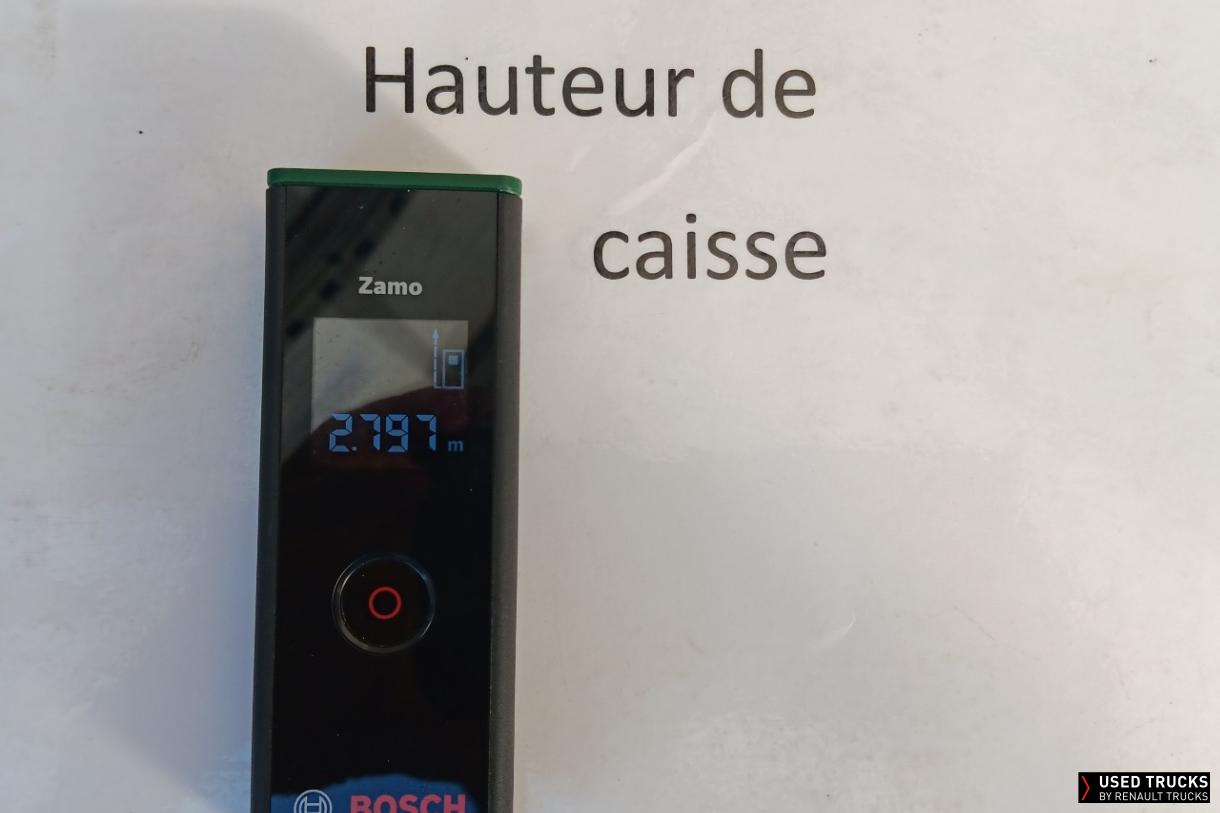 Hauteur de
caisse
Zamo
2.797 m
BOSCH
USED TRUCKS
BY RENAULT TRUCKS